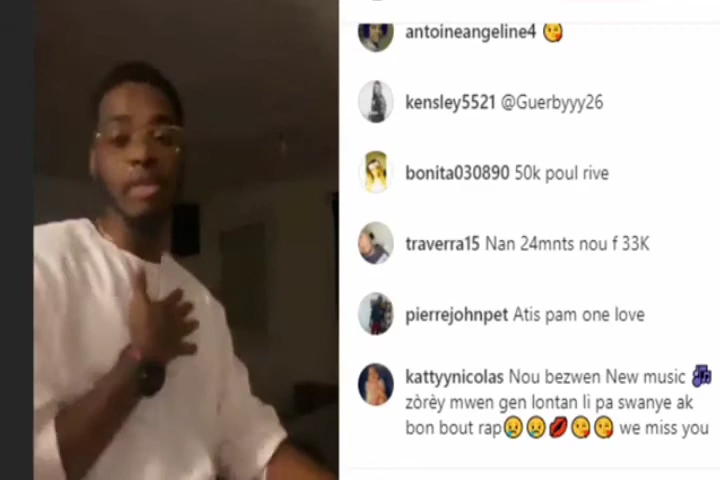 antoineangeline4 😘
kensley5521 @Guerbyyy26
bonita030890 50k poul rive
traverra15 Nan 24mnts nou f 33K
pierrejohnpet Atis pam one love
kattyynicolas Nou bezwen New music 🎶
zòrèy mwen gen lontan li pa swanye ak
bon bout rap😢😢💋😘😘 we miss you